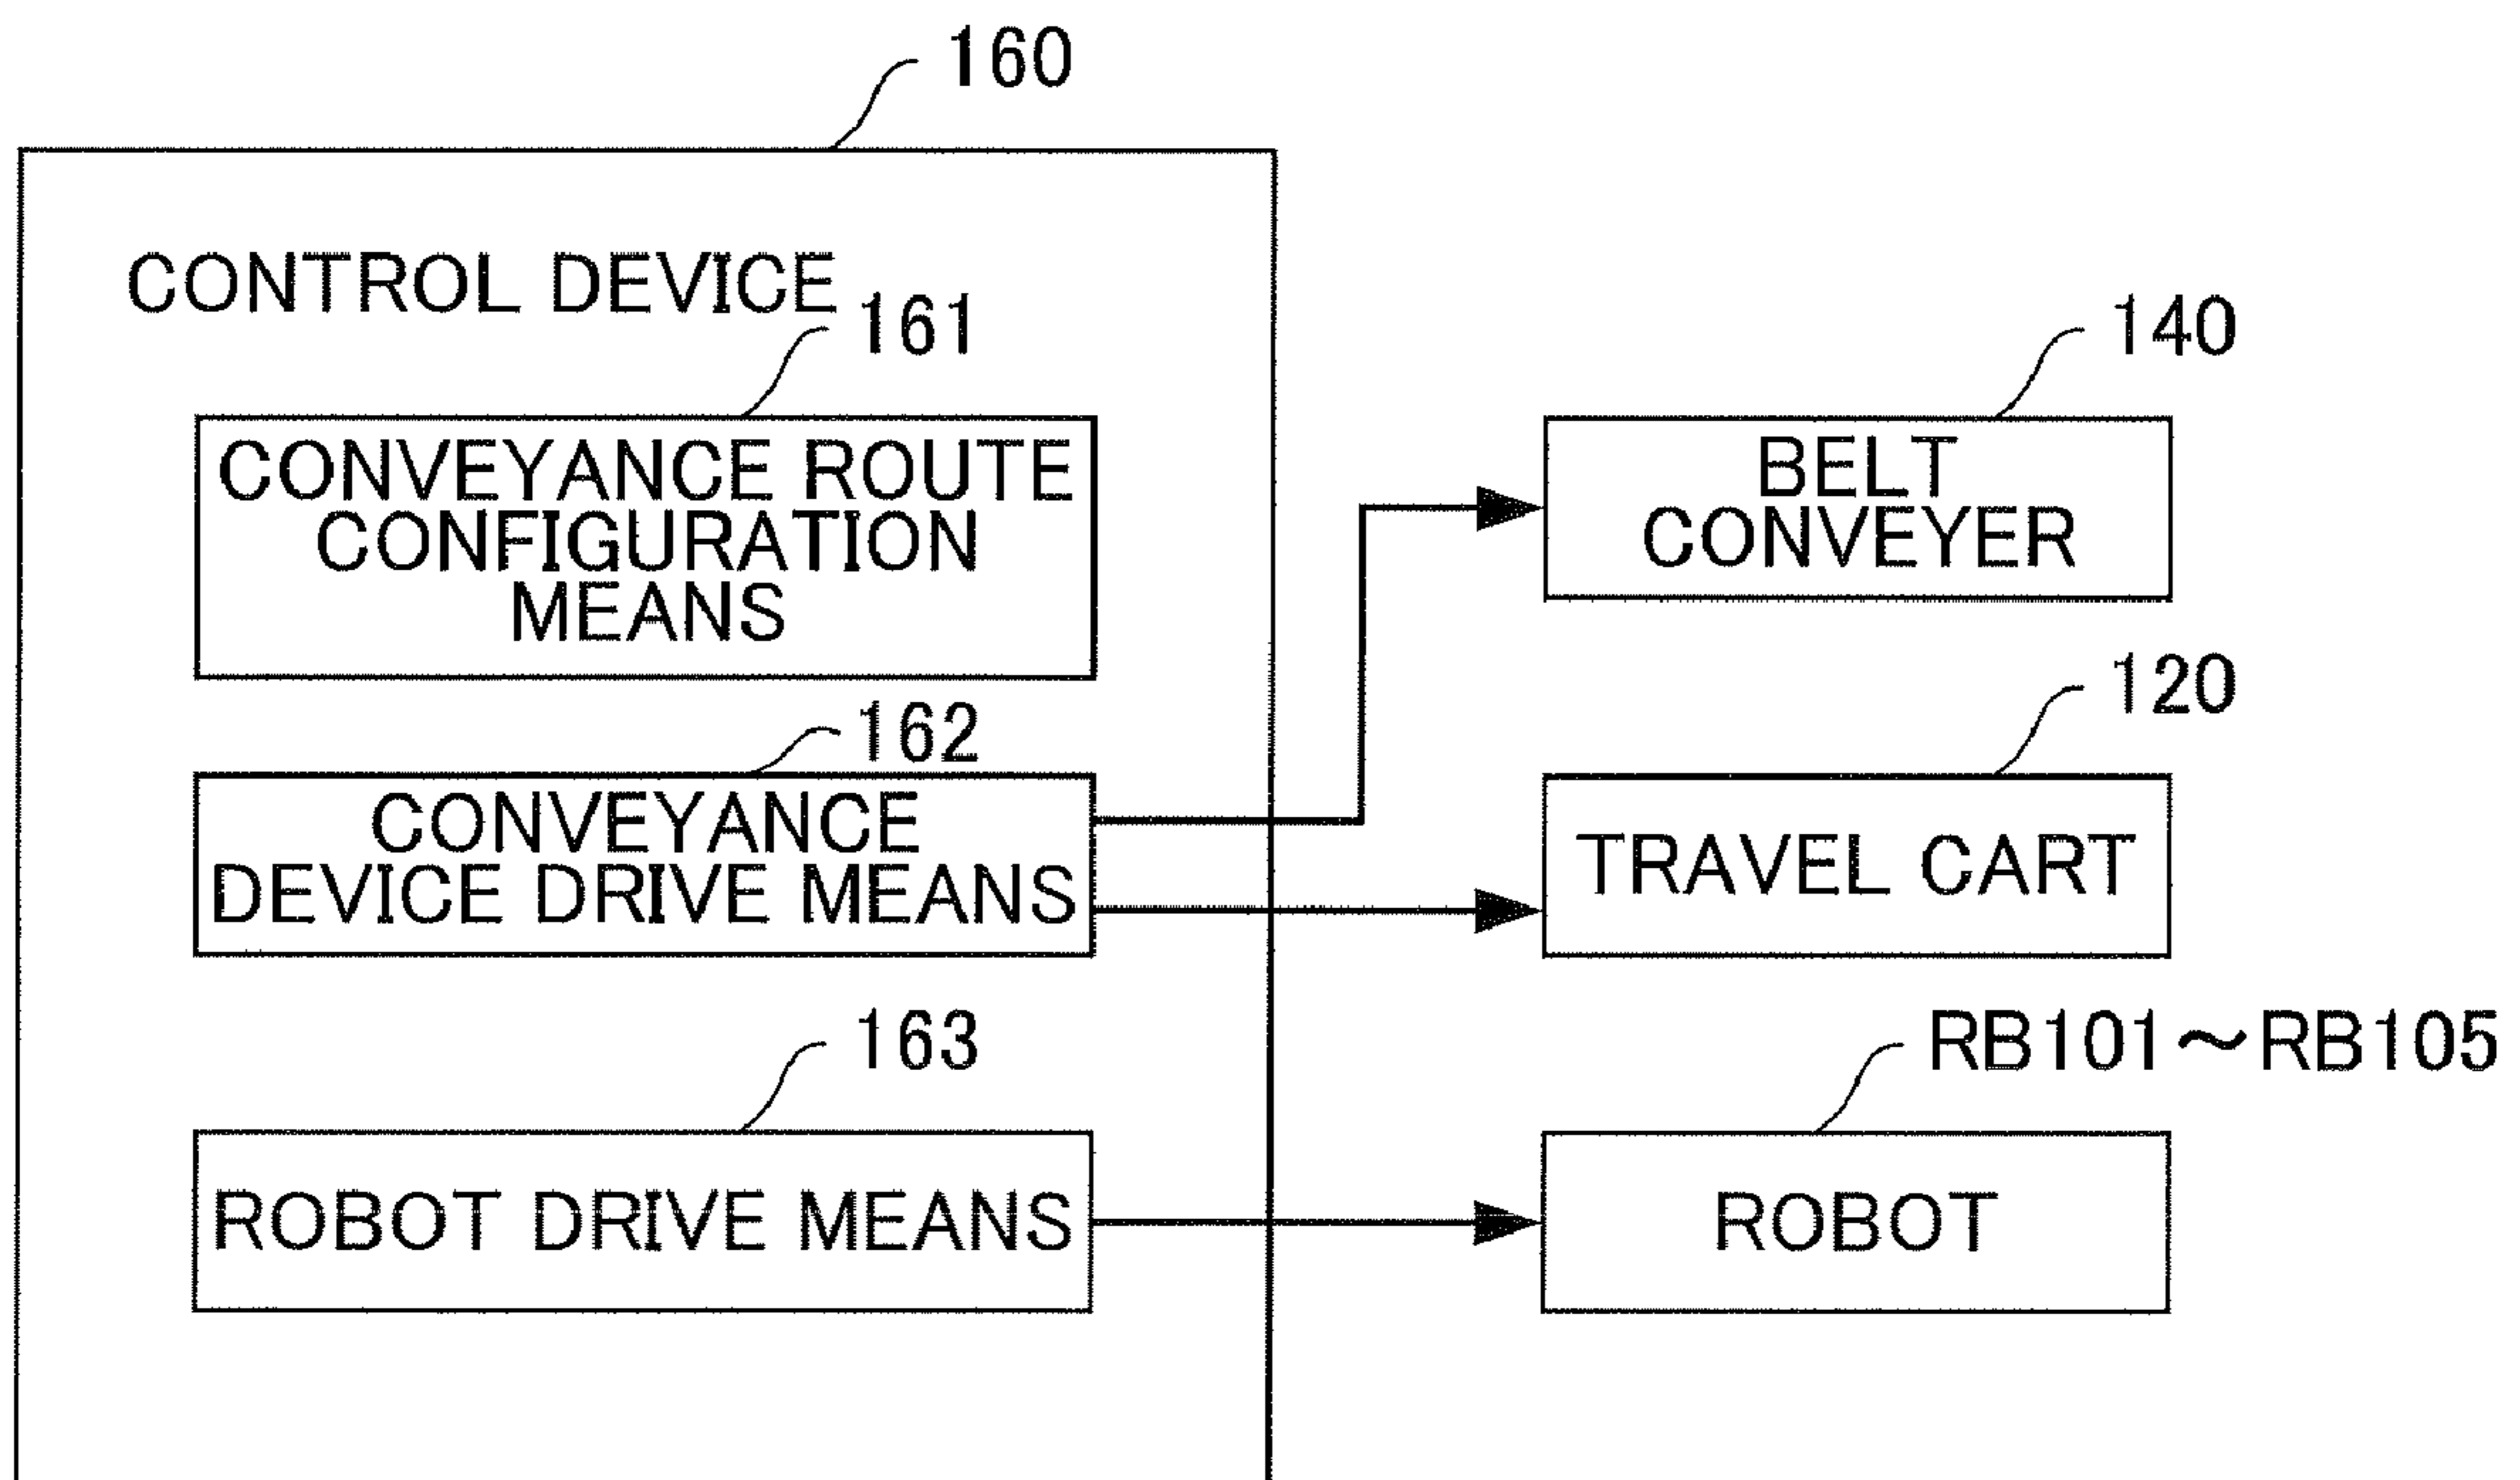 160
CONTROL DEVICE
161
CONVEYANCE ROUTE
CONFIGURATION
MEANS
162
CONVEYANCE
DEVICE DRIVE MEANS
163
ROBOT DRIVE MEANS
140
BELT
CONVEYER
120
TRAVEL CART
RB101～RB105
ROBOT